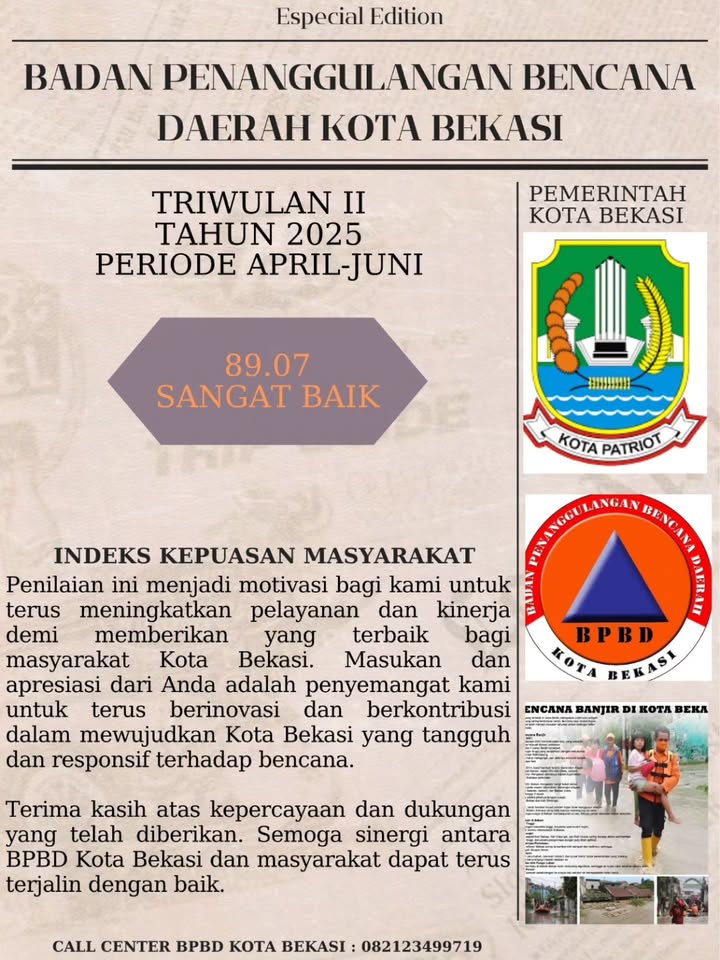 Especial Edition
BADAN PENANGGULANGAN BENCANA
DAERAH KOTA BEKASI
TRIWULAN II
TAHUN 2025
PERIODE APRIL-JUNI
89.07
SANGAT BAIK
INDEKS KEPUASAN MASYARAKAT
Penilaian ini menjadi motivasi bagi kami untuk
terus meningkatkan pelayanan dan kinerja
demi memberikan yang terbaik bagi
masyarakat Kota Bekasi. Masukan dan
apresiasi dari Anda adalah penyemangat kami
untuk terus berinovasi dan berkontribusi
dalam mewujudkan Kota Bekasi yang tangguh
dan responsif terhadap bencana.
Terima kasih atas kepercayaan dan dukungan
yang telah diberikan. Semoga sinergi antara
BPBD Kota Bekasi dan masyarakat dapat terus
terjalin dengan baik.
CALL CENTER BPBD KOTA BEKASI : 082123499719
PEMERINTAH
KOTA BEKASI
KOTA PATRIOT
BADAN PENANGGULANGAN BENCANA DAERAH
BPBD
KOTA BEKASI
ENCANA BANJIR DI KOTA BEKA